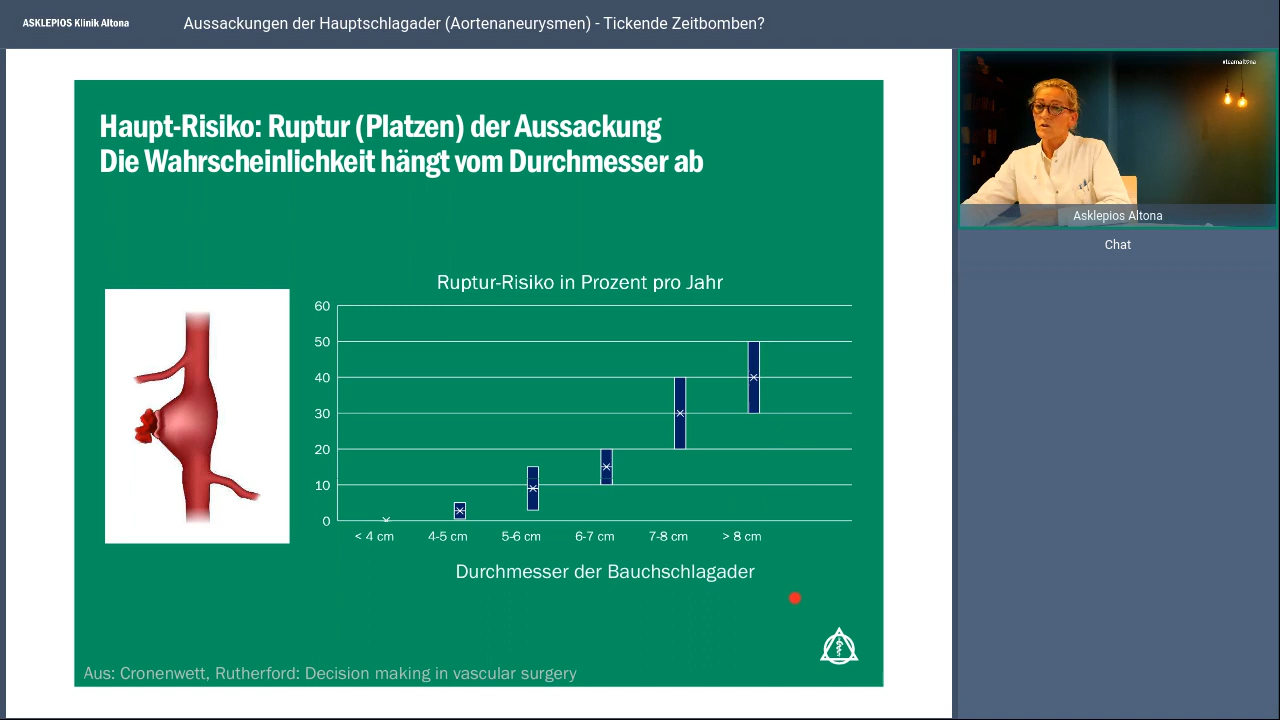 ASKLEPIOS Klinik Altona
Aussackungen der Hauptschlagader (Aortenaneurysmen) - Tickende Zeitbomben?
Haupt-Risiko: Ruptur (Platzen) der Aussackung
Die Wahrscheinlichkeit hängt vom Durchmesser ab
Ruptur-Risiko in Prozent pro Jahr
60
50
40
30
20
10
0
< 4 cm 4-5 cm 5-6 cm 6-7 cm 7-8 cm > 8 cm
Durchmesser der Bauchschlagader
Aus: Cronenwett, Rutherford: Decision making in vascular surgery
Asklepios Altona
Chat